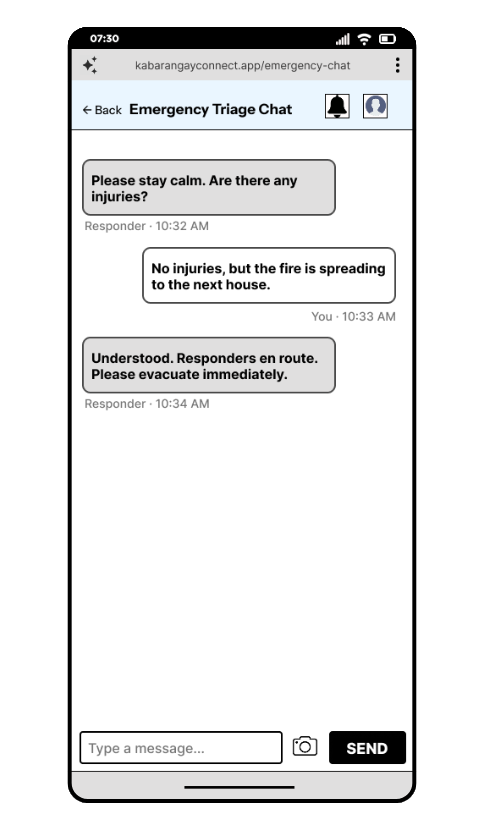 07:30
kabarangayconnect.app/emergency-chat
← Back Emergency Triage Chat
Please stay calm. Are there any
injuries?
Responder · 10:32 AM
No injuries, but the fire is spreading
to the next house.
You · 10:33 AM
Understood. Responders en route.
Please evacuate immediately.
Responder · 10:34 AM
Type a message... SEND